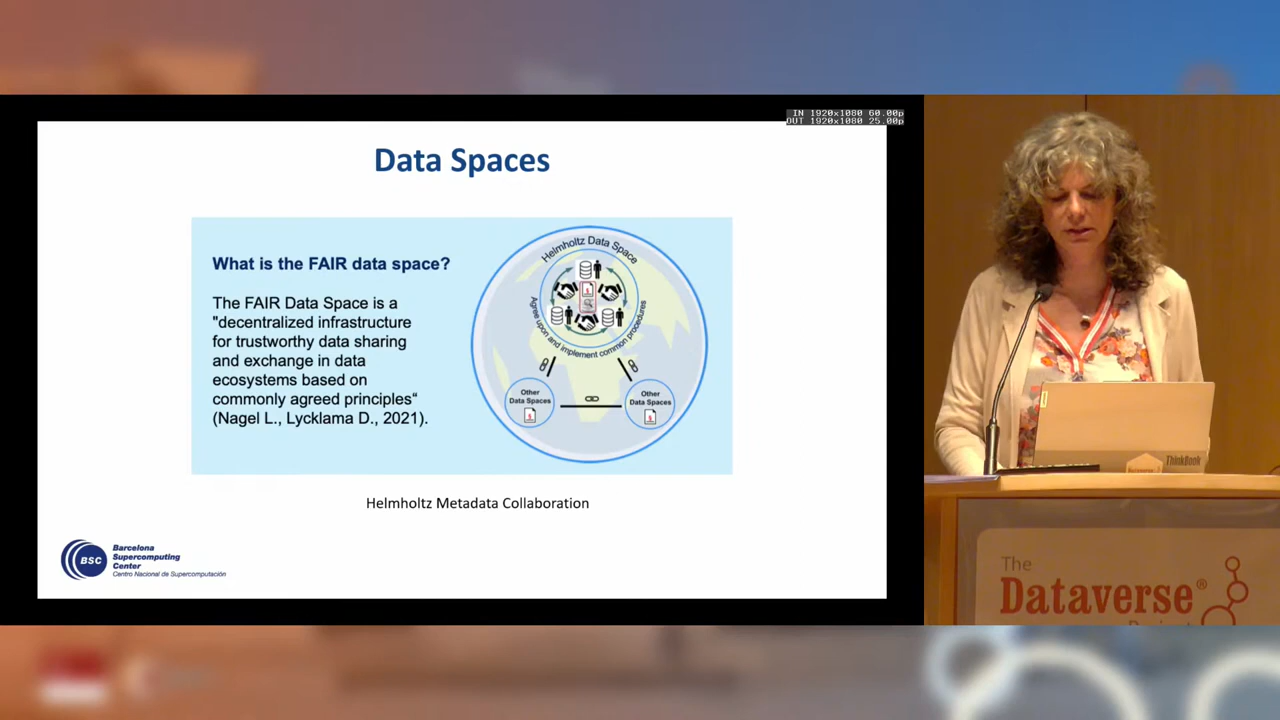 IN 1920x1080 60.00p
OUT 1920x1080 25.00p
Data Spaces
What is the FAIR data space?
The FAIR Data Space is a
"decentralized infrastructure
for trustworthy data sharing
and exchange in data
ecosystems based on
commonly agreed principles“
(Nagel L., Lycklama D., 2021).
Helmholtz Data Space
Agree upon and implement common procedures
Other
Data Spaces
Other
Data Spaces
Helmholtz Metadata Collaboration
BSC
Barcelona
Supercomputing
Center
Centro Nacional de Supercomputación
ThinkBook
The
Dataverse®
Project